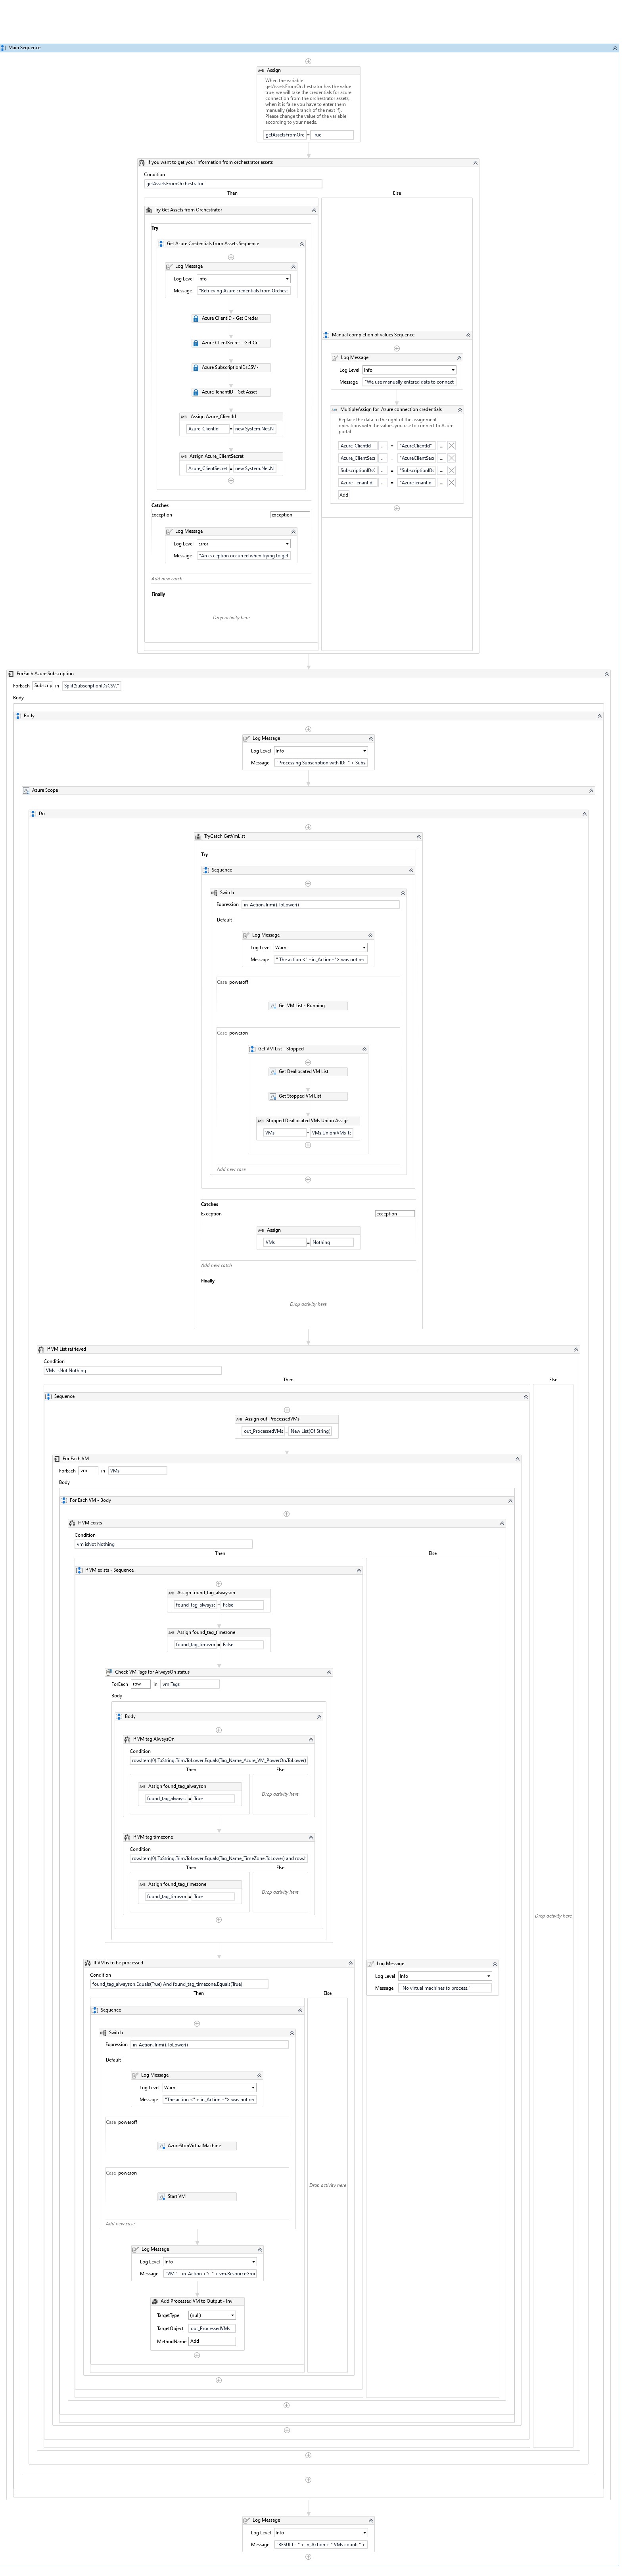 Main Sequence
Assign
When the variable
getAssetsFromOrchestrator has the value
true, we will take the credentials for azure
connection from the orchestrator assets,
when it is false you have to enter them
manually (else branch of the next if).
Please change the value of the variable
according to your needs.
getAssetsFromOrc = True
If you want to get your information from orchestrator assets
Condition
getAssetsFromOrchestrator
Then
Else
Try Get Assets from Orchestrator
Try
Get Azure Credentials from Assets Sequence
Log Message
Log Level Info
Message "Retrieving Azure credentials from Orchest
Azure ClientID - Get Creder
Azure ClientSecret - Get Cr
Azure SubscriptionIDsCSV -
Azure TenantID - Get Asset
Assign Azure_ClientId
Azure_ClientId = new System.Net.N
Assign Azure_ClientSecret
Azure_ClientSecret = new System.Net.N
Catches
Exception exception
Log Message
Log Level Error
Message "An exception occurred when trying to get
Add new catch
Finally
Drop activity here
Manual completion of values Sequence
Log Message
Log Level Info
Message "We use manually entered data to connect
MultipleAssign for Azure connection credentials
Replace the data to the right of the assignment
operations with the values you use to connect to Azure
portal
Azure_ClientId ... = "AzureClientId" ...
Azure_ClientSecr ... = "AzureClientSec ...
SubscriptionIDsC ... = "SubscriptionIDs ...
Azure_TenantId ... = "AzureTenantId" ...
Add
ForEach Azure Subscription
ForEach Subscrip in Split(SubscriptionIDsCSV,"
Body
Body
Log Message
Log Level Info
Message "Processing Subscription with ID: " + Subs
Azure Scope
Do
TryCatch GetVmList
Try
Sequence
Switch
Expression in_Action.Trim().ToLower()
Default
Log Message
Log Level Warn
Message " The action <" +in_Action+"> was not rec
Case poweroff
Get VM List - Running
Case poweron
Get VM List - Stopped
Get Deallocated VM List
Get Stopped VM List
Stopped Deallocated VMs Union Assign
VMs = VMs.Union(VMs_to
Add new case
Catches
Exception exception
Assign
VMs = Nothing
Add new catch
Finally
Drop activity here
If VM List retrieved
Condition
VMs IsNot Nothing
Then
Else
Sequence
Assign out_ProcessedVMs
out_ProcessedVMs = New List(Of String)
For Each VM
ForEach vm in VMs
Body
For Each VM - Body
If VM exists
Condition
vm isNot Nothing
Then
Else
If VM exists - Sequence
Assign found_tag_alwayson
found_tag_alwayso = False
Assign found_tag_timezone
found_tag_timezor = False
Check VM Tags for AlwaysOn status
ForEach row in vm.Tags
Body
Body
If VM tag AlwaysOn
Condition
row.Item(0).ToString.Trim.ToLower.Equals(Tag_Name_Azure_VM_PowerOn.ToLower)
Then
Else
Assign found_tag_alwayson
found_tag_alwayso = True
Drop activity here
If VM tag timezone
Condition
row.Item(0).ToString.Trim.ToLower.Equals(Tag_Name_TimeZone.ToLower) and row.I
Then
Else
Assign found_tag_timezone
found_tag_timezor = True
Drop activity here
Drop activity here
If VM is to be processed
Condition
found_tag_alwayson.Equals(True) And found_tag_timezone.Equals(True)
Then
Else
Log Message
Log Level Info
Message "No virtual machines to process."
Sequence
Switch
Expression in_Action.Trim().ToLower()
Default
Log Message
Log Level Warn
Message "The action <" + in_Action +"> was not rec
Case poweroff
AzureStopVirtualMachine
Case poweron
Drop activity here
Start VM
Add new case
Log Message
Log Level Info
Message "VM "+ in_Action +": " + vm.ResourceGrou
Add Processed VM to Output - Inv
TargetType (null)
TargetObject out_ProcessedVMs
MethodName Add
Log Message
Log Level Info
Message "RESULT - " + in_Action + " VMs count: " +